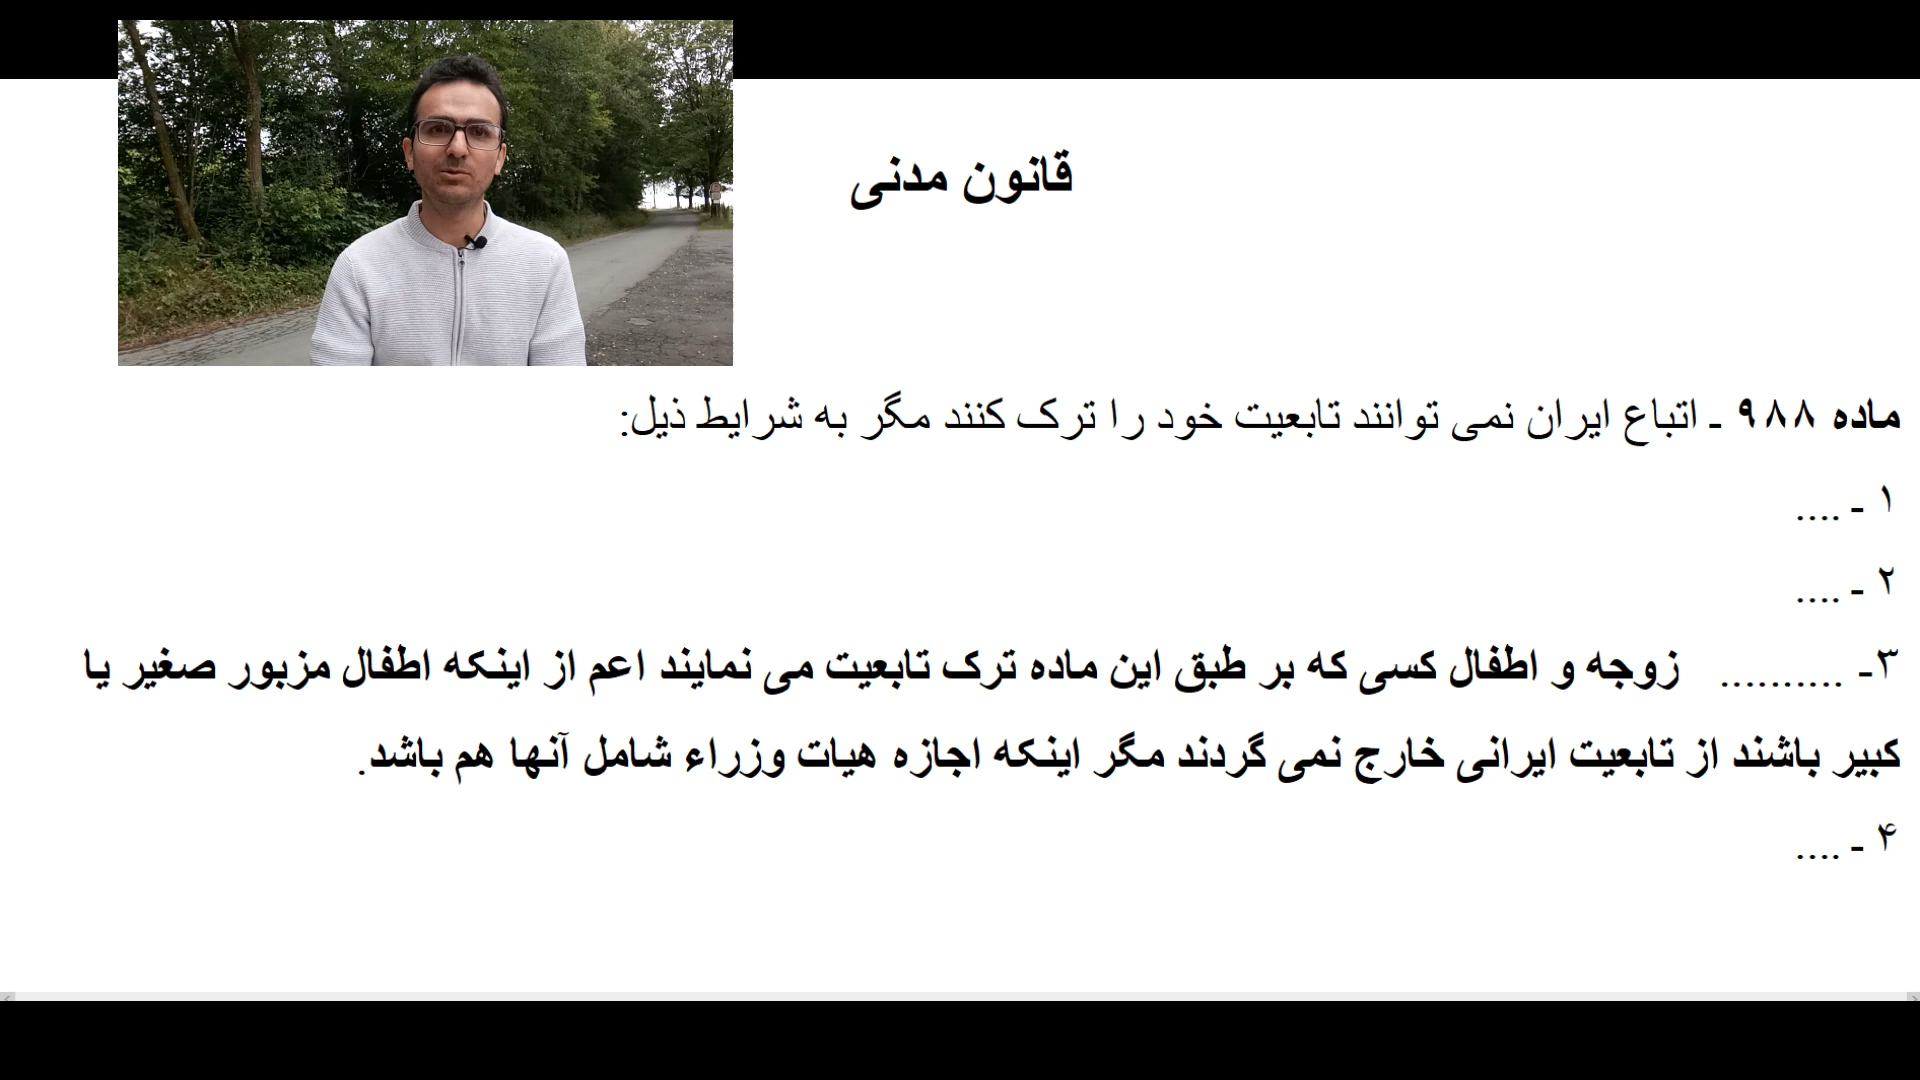 قانون مدنی
ماده ۹۸۸ ـ اتباع ایران نمی توانند تابعیت خود را ترک کنند مگر به شرایط ذیل:
۱ ـ ....
۲ ـ ....
۳- .......... زوجه و اطفال کسی که بر طبق این ماده ترک تابعیت می نمایند اعم از اینکه اطفال مزبور صغیر یا
کبیر باشند از تابعیت ایرانی خارج نمی گردند مگر اینکه اجازه هیات وزراء شامل آنها هم باشد.
۴ ـ ....